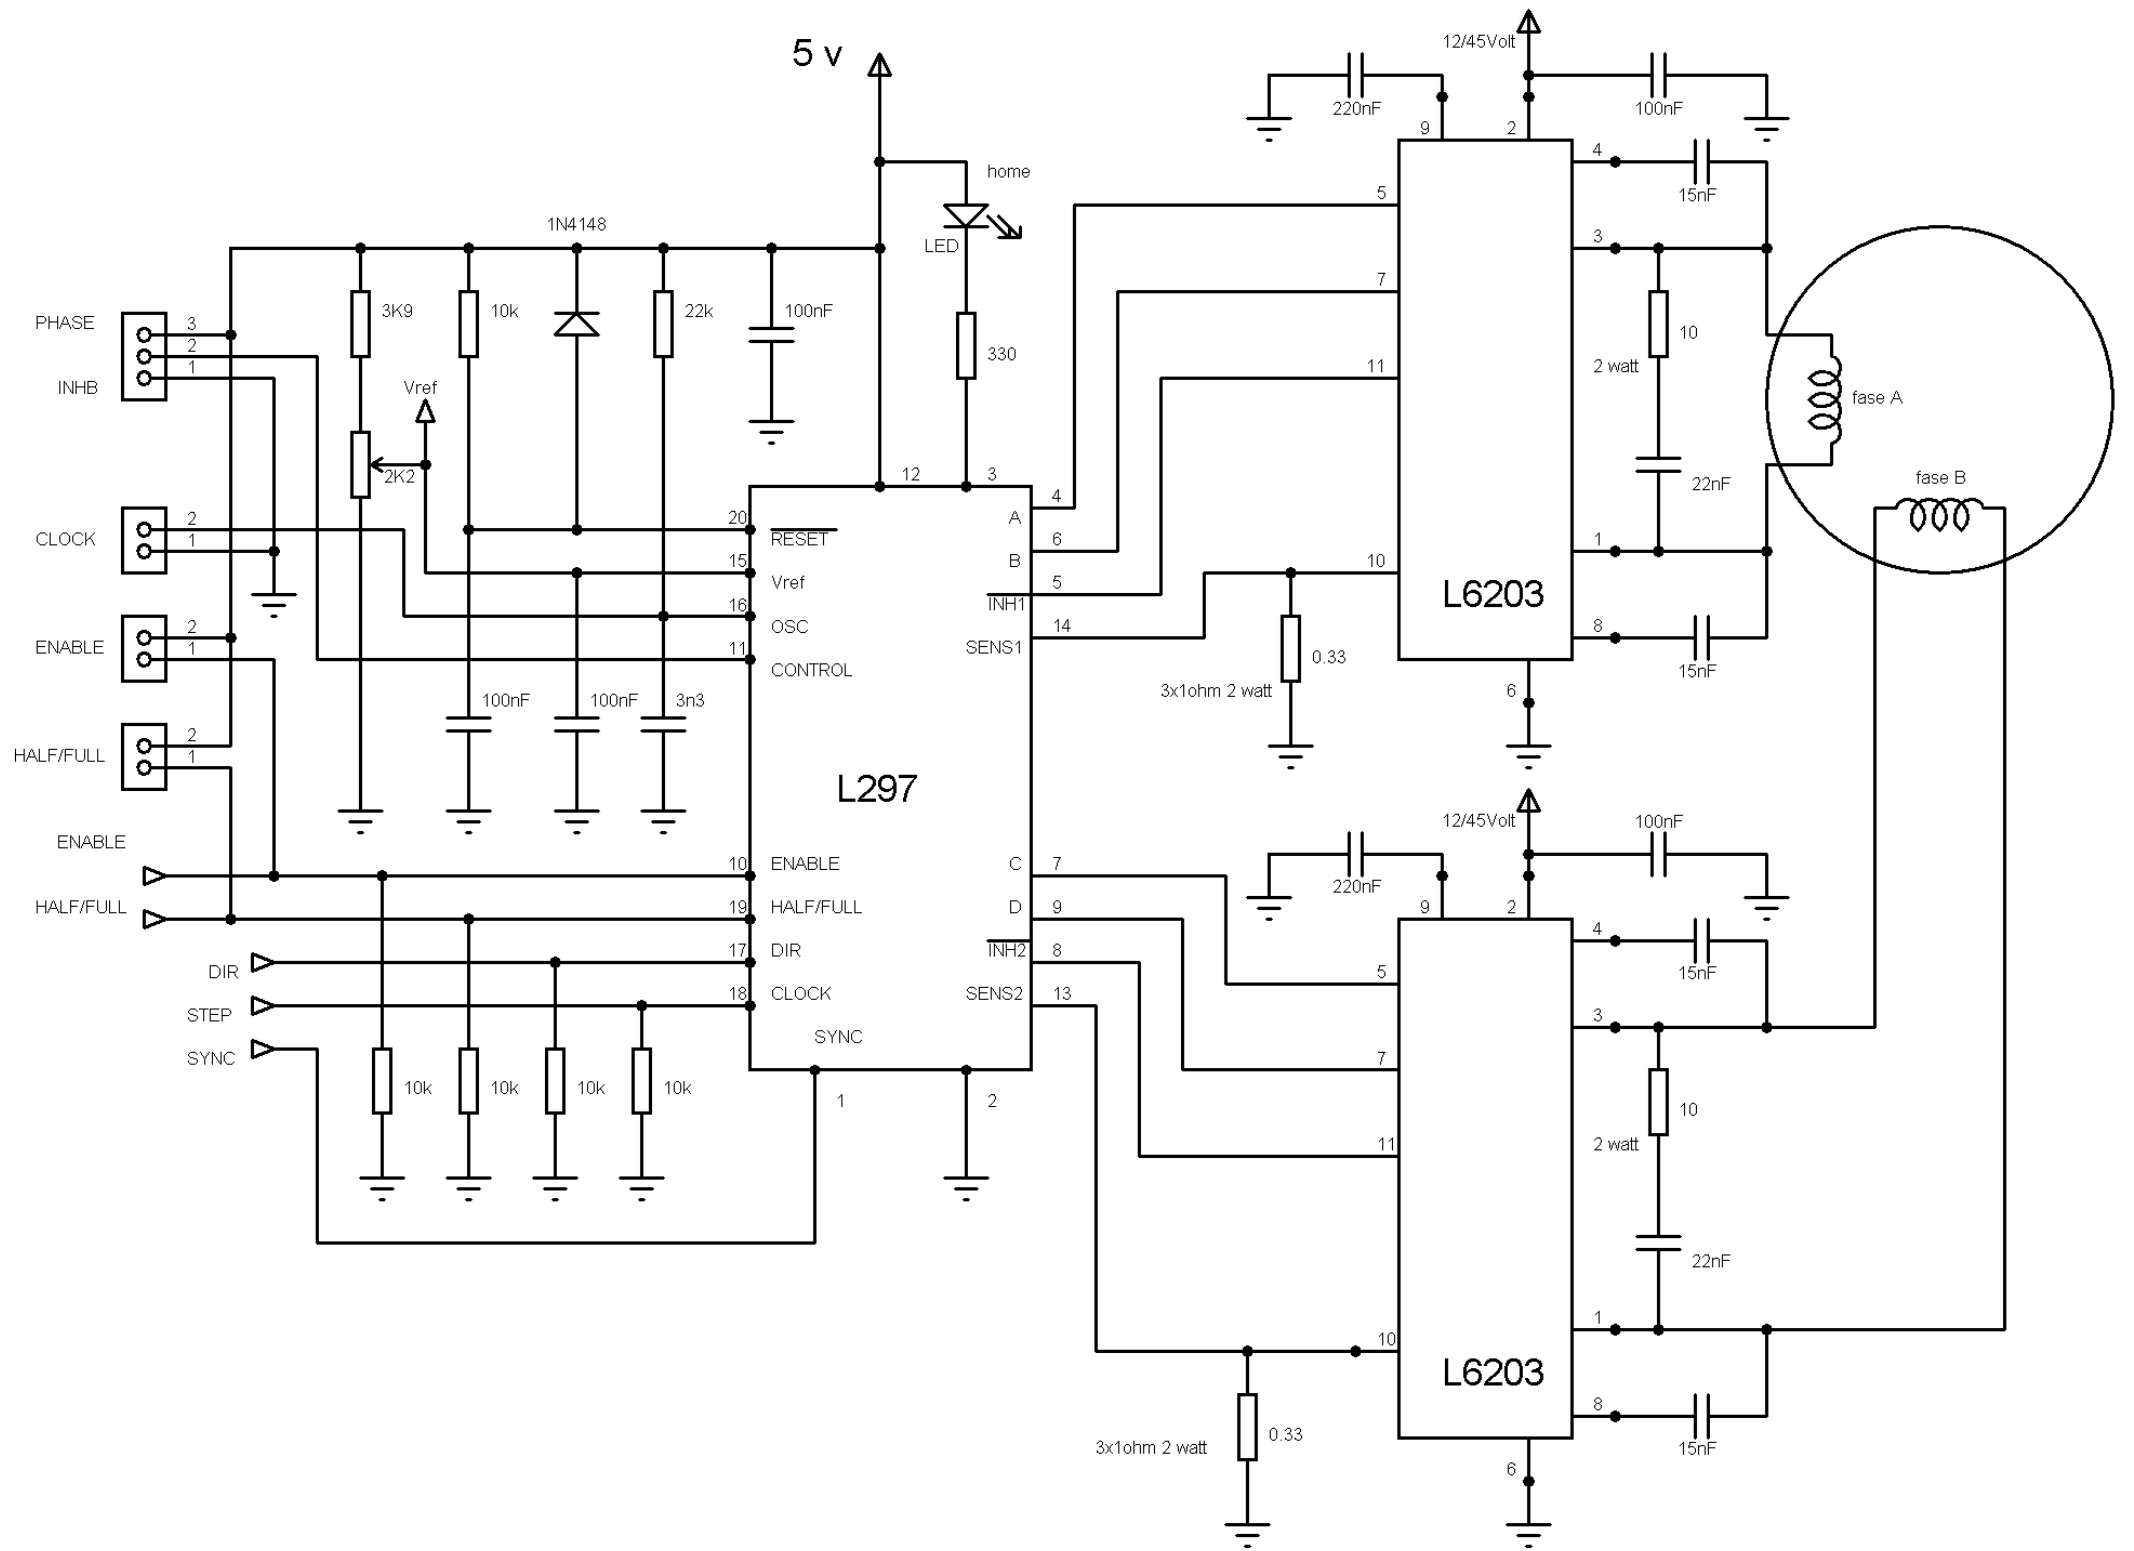 5 v
12/45Volt
220nF
100nF
9
2
4
15nF
home
5
LED
3
1N4148
7
10
2 watt
11
22nF
fase A
fase B
10
1
L6203
8
15nF
6
3K9
10k
22k
100nF
330
PHASE
3
2
1
INHB
Vref
2K2
12
3
CLOCK
2
1
20
RESET
15
Vref
16
OSC
11
CONTROL
ENABLE
2
1
100nF
100nF
3n3
HALF/FULL
2
1
A
4
B
6
INH1
5
SENS1
14
0.33
3x1ohm 2 watt
L297
ENABLE
10
ENABLE
HALF/FULL
19
HALF/FULL
DIR
17
DIR
STEP
18
CLOCK
SYNC
SYNC
10k
10k
10k
10k
1
2
C
7
D
9
INH2
8
SENS2
13
12/45Volt
220nF
100nF
9
2
4
15nF
5
3
7
10
2 watt
11
22nF
10
1
L6203
8
15nF
6
0.33
3x1ohm 2 watt